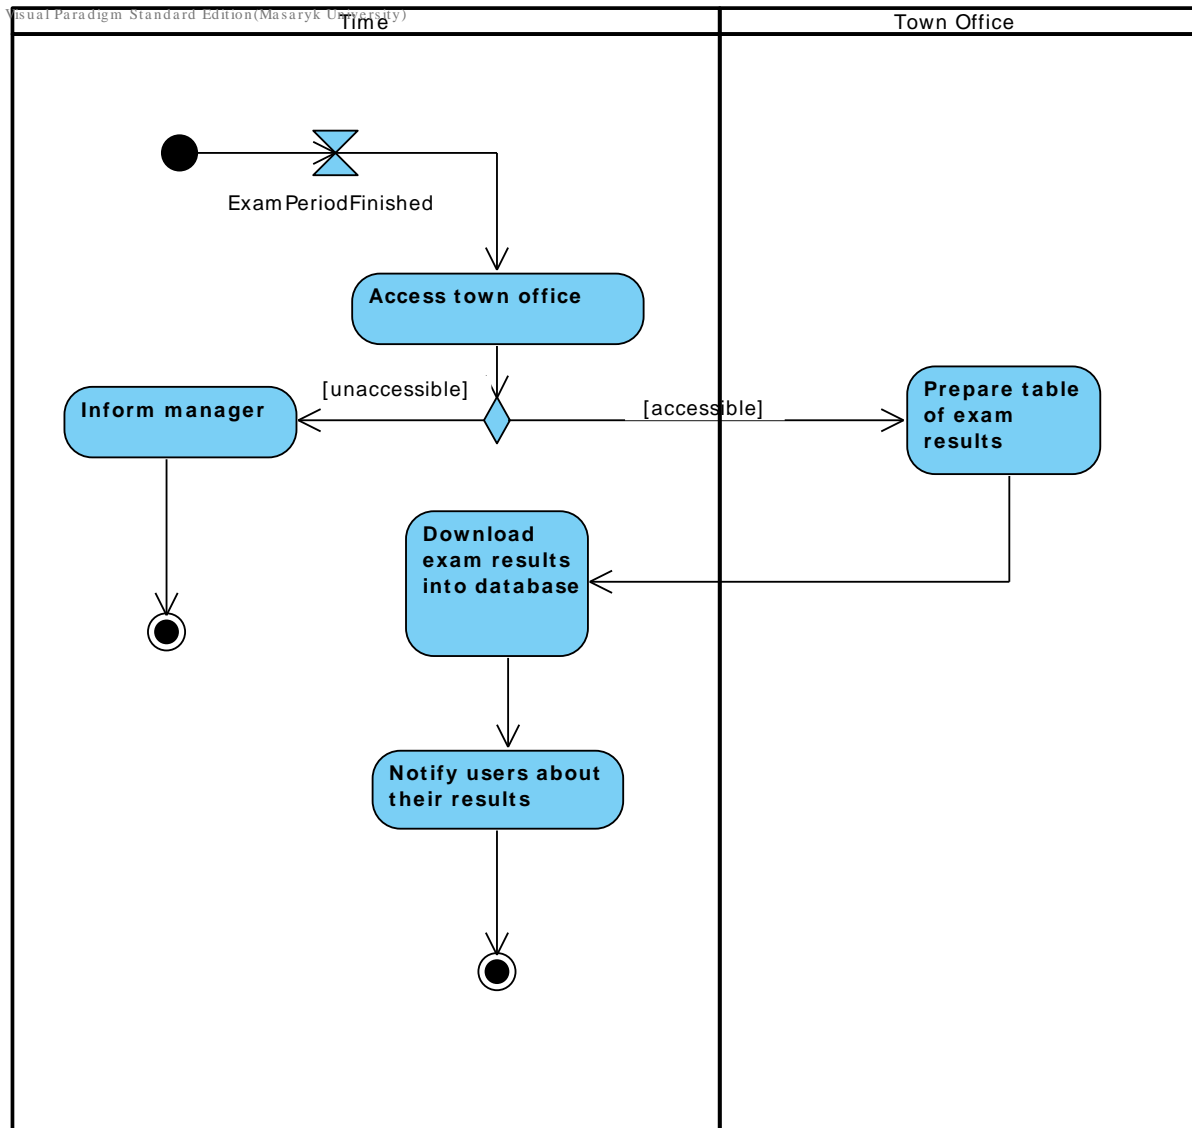 Visual Paradigm Standard Edition(Masaryk University)
Time
Town Office
ExamPeriodFinished
Access town office
[unaccessible]
[accessible]
Inform manager
Prepare table
of exam
results
Download
exam results
into database
Notify users about
their results